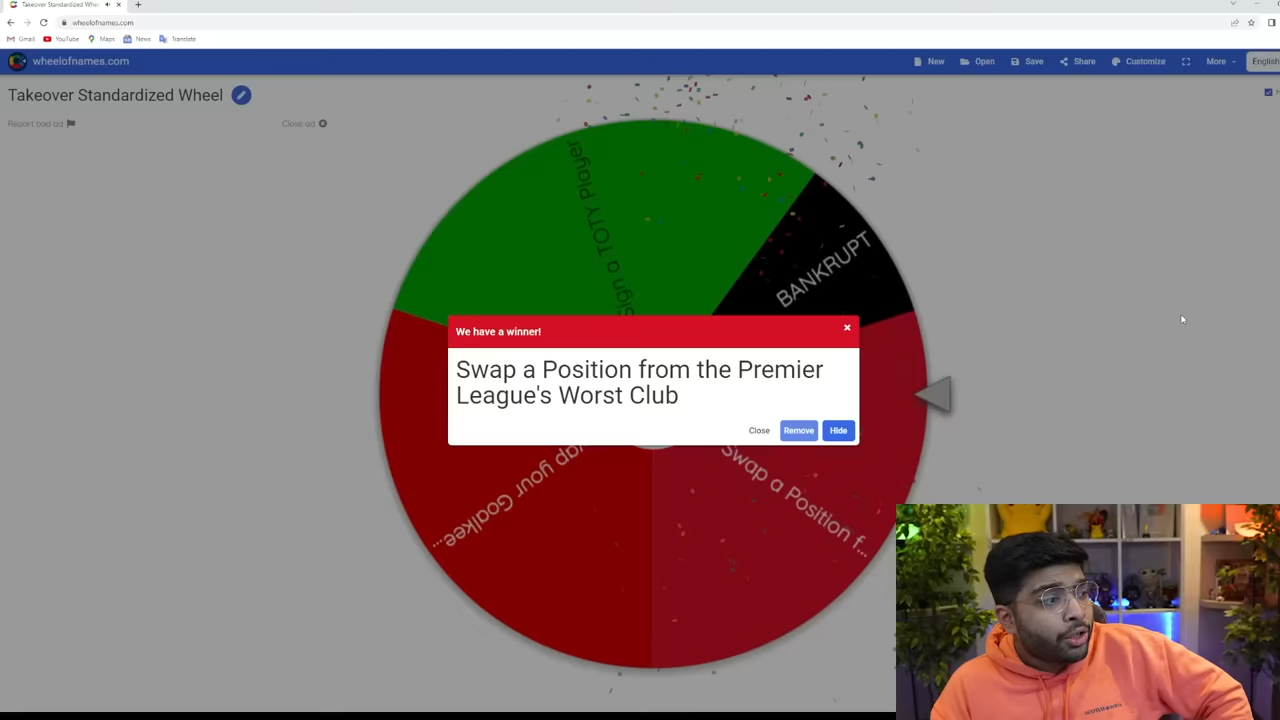 Takeover Standardized Whee
wheelofnames.com
Gmail YouTube Maps News Translate
wheelofnames.com New Open Save Share Customize More English
Takeover Standardized Wheel
Report bad ad Close ad
Sign a TOTY Player
BANKRUPT
We have a winner!
Swap a Position from the Premier
League's Worst Club
Close Remove Hide
Swap a Position f...
ap your Goalkee...